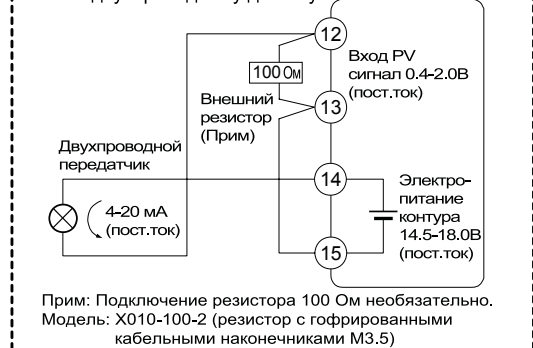 12
100 Ом
Вход PV
сигнал 0.4-2.0В
(пост.ток)
13
Внешний
резистор
(Прим)
Двухпроводной
передатчик
14
4-20 мА
(пост.ток)
Электро-
питание
контура
14.5-18.0В
(пост.ток)
15
Прим: Подключение резистора 100 Ом необязательно.
Модель: X010-100-2 (резистор с гофрированными
кабельными наконечниками М3.5)